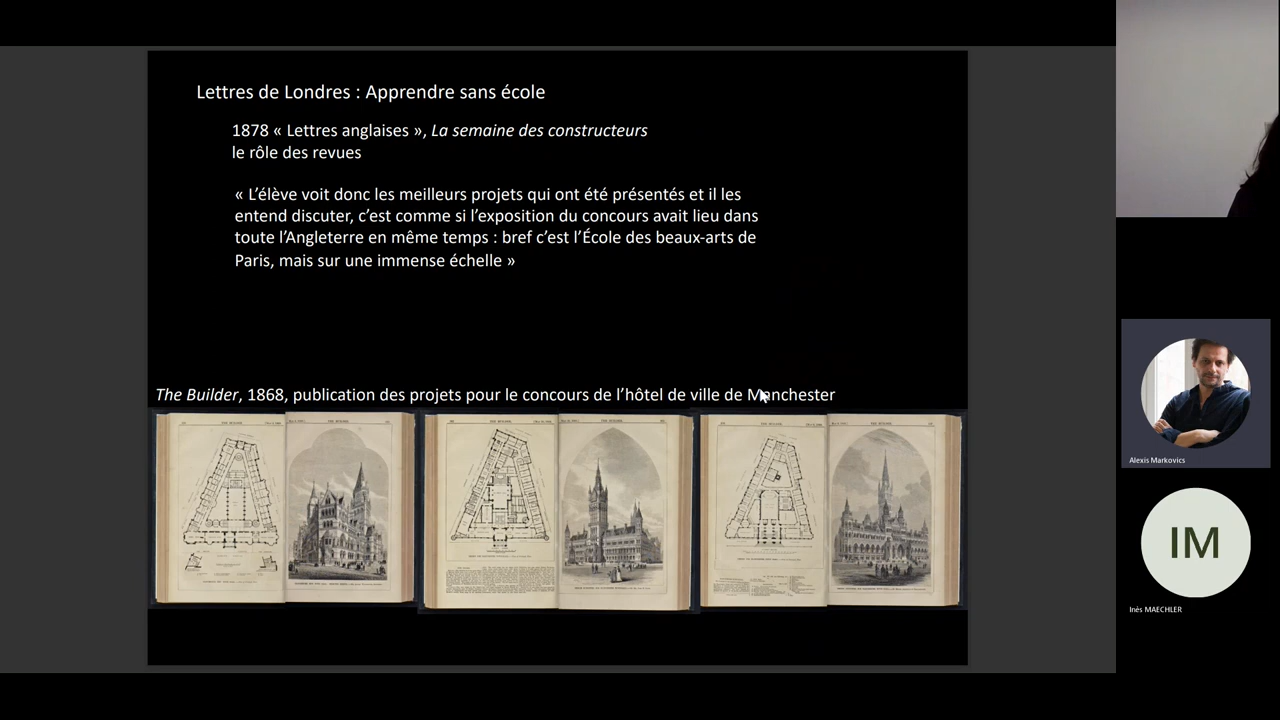 Lettres de Londres : Apprendre sans école
1878 « Lettres anglaises », La semaine des constructeurs
le rôle des revues
« L’élève voit donc les meilleurs projets qui ont été présentés et il les
entend discuter, c’est comme si l’exposition du concours avait lieu dans
toute l’Angleterre en même temps : bref c’est l’École des beaux-arts de
Paris, mais sur une immense échelle »
The Builder, 1868, publication des projets pour le concours de l’hôtel de ville de Manchester
Alexis Markovics
IM
Inès MAECHLER